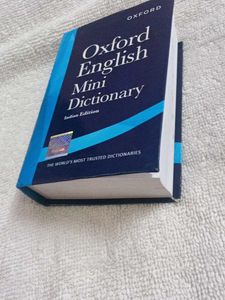 OXFORD
Oxford
English
Mini
Dictionary
Indian Edition
THE WORLD'S MOST TRUSTED DICTIONARIES